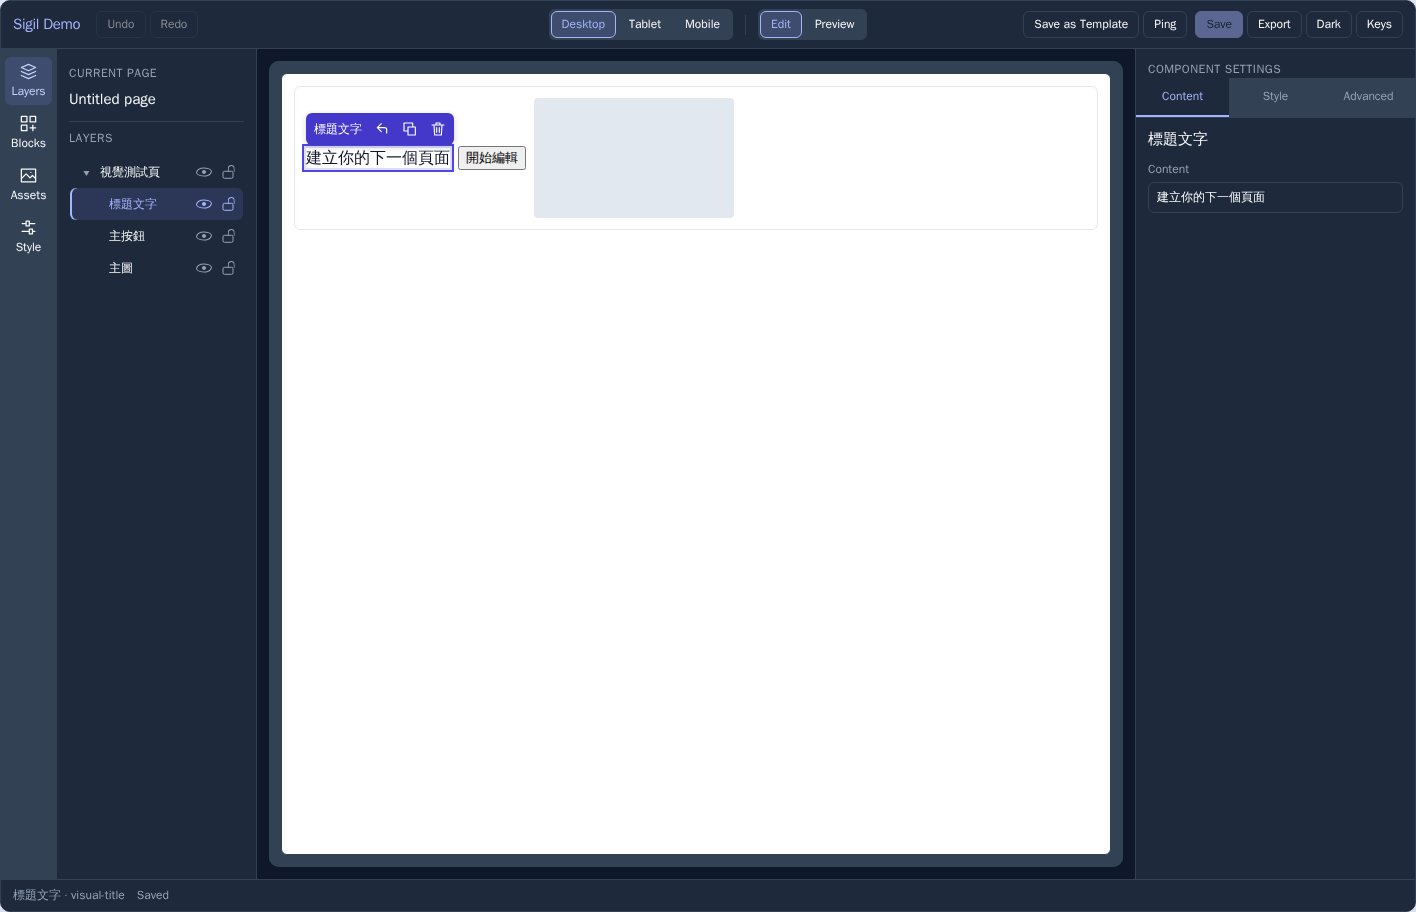 Sigil Demo Undo Redo Desktop Tablet Mobile Edit Preview Save as Template Ping Save Export Dark Keys
Layers
Blocks
Assets
Style
CURRENT PAGE
Untitled page
LAYERS
視覺測試頁
標題文字
主按鈕
主圖
標題文字
建立你的下一個頁面 開始編輯
COMPONENT SETTINGS
Content Style Advanced
標題文字
Content
建立你的下一個頁面
標題文字 · visual-title Saved